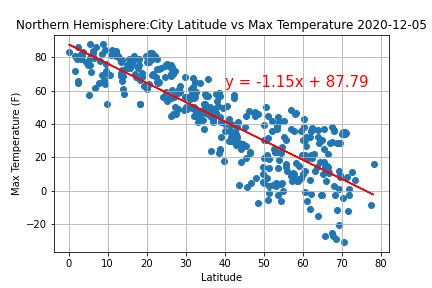 Northern Hemisphere:City Latitude vs Max Temperature 2020-12-05
Max Temperature (F)
80
60
40
20
0
−20
y = -1.15x + 87.79
0 10 20 30 40 50 60 70 80
Latitude